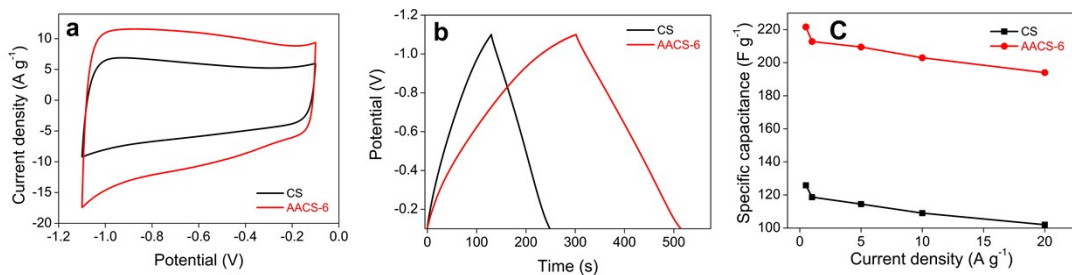 a
Current density (A g⁻¹)
15
10
5
0
-5
-10
-15
-20
CS
AACS-6
-1.2 -1.0 -0.8 -0.6 -0.4 -0.2 0.0
Potential (V)
b
Potential (V)
-1.2
-1.0
-0.8
-0.6
-0.4
-0.2
CS
AACS-6
0 100 200 300 400 500
Time (s)
C
Specific capacitance (F g⁻¹)
220
200
180
160
140
120
100
CS
AACS-6
0 5 10 15 20
Current density (A g⁻¹)